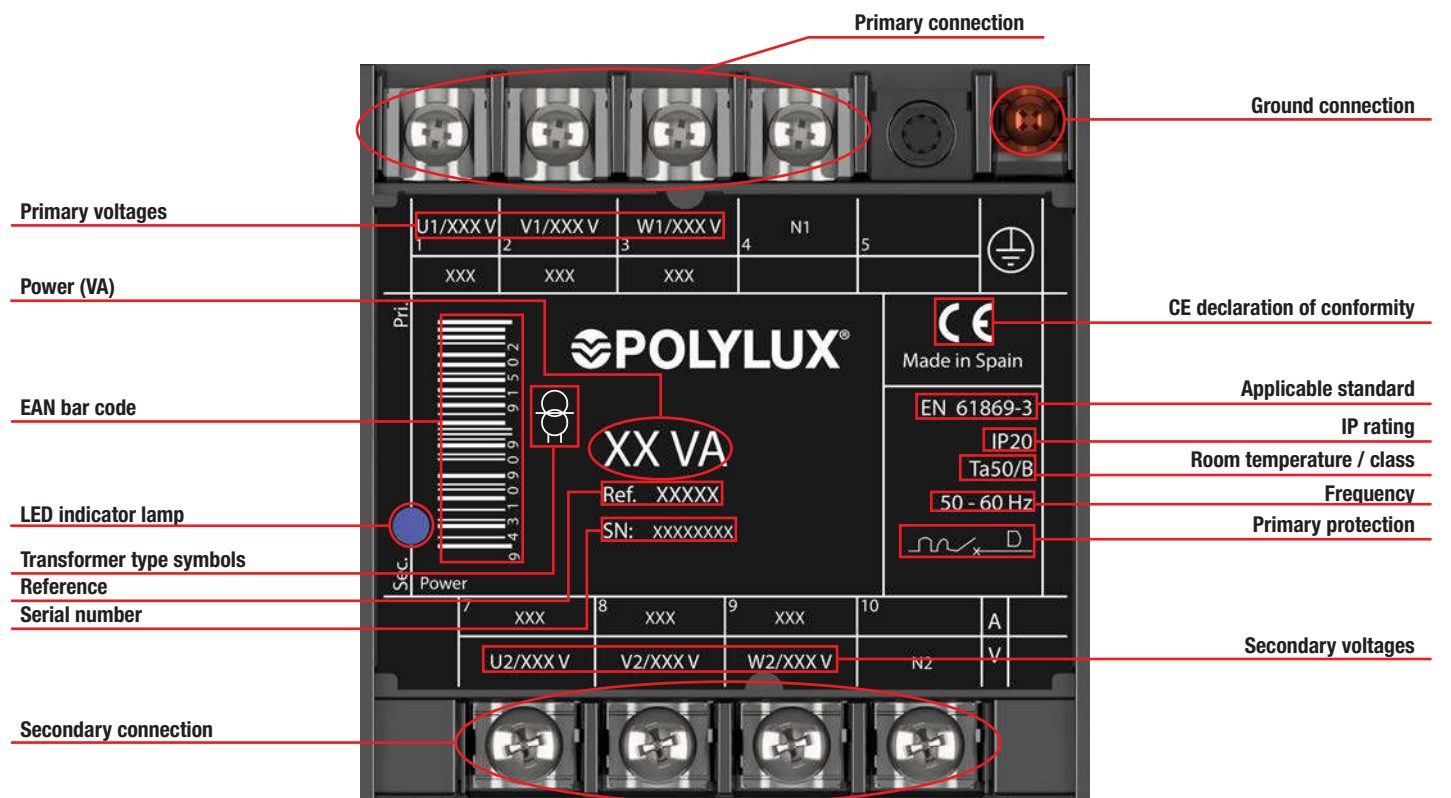 Primary connection
Ground connection
Primary voltages
U1/XXX V V1/XXX V W1/XXX V N1
1 2 3 4 5
XXX XXX XXX
Power (VA)
Pri.
CE
CE declaration of conformity
POLYLUX®
Made in Spain
Applicable standard
EAN bar code
EN 61869-3
IP rating
XX VA
IP20
Room temperature / class
Ta50/B
Ref. XXXXX
Frequency
50 - 60 Hz
LED indicator lamp
SN: XXXXXXXX
Primary protection
D
9 431090909 91502
Transformer type symbols
Sec.
Power
Reference
Serial number
7 XXX 8 XXX 9 XXX 10 A
U2/XXX V V2/XXX V W2/XXX V N2 V
Secondary voltages
Secondary connection